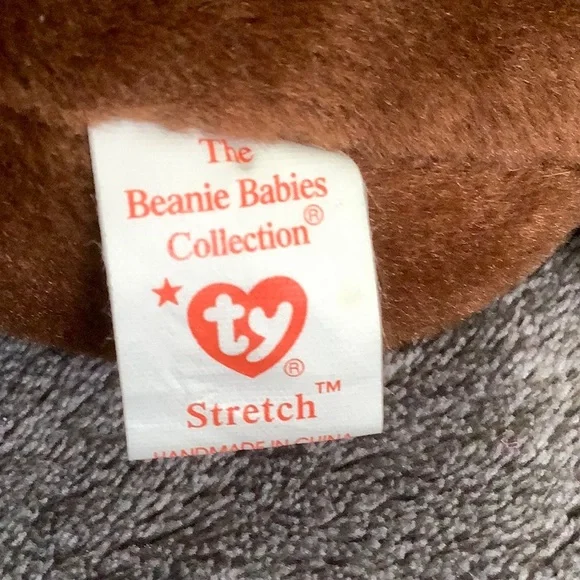 The
Beanie Babies
Collection®
ty®
Stretch™
HANDMADE IN CHINA